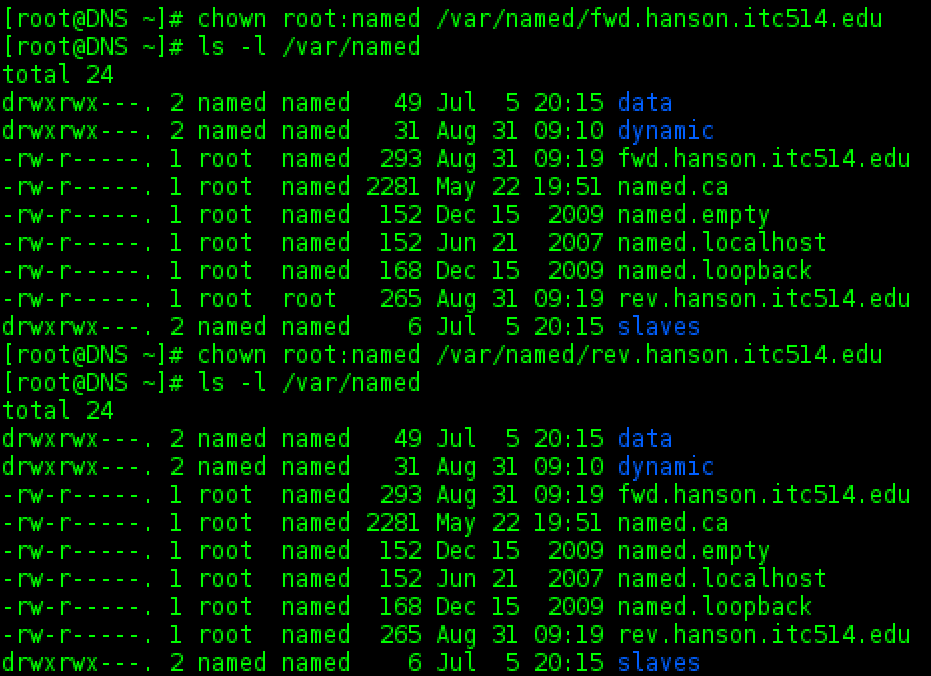 [root@DNS ~]# chown root:named /var/named/fwd.hanson.itc514.edu
[root@DNS ~]# ls -l /var/named
total 24
drwxrwx---. 2 named named   49 Jul  5 20:15 data
drwxrwx---. 2 named named   31 Aug 31 09:10 dynamic
-rw-r-----. 1 root  named  293 Aug 31 09:19 fwd.hanson.itc514.edu
-rw-r-----. 1 root  named 2281 May 22 19:51 named.ca
-rw-r-----. 1 root  named  152 Dec 15  2009 named.empty
-rw-r-----. 1 root  named  152 Jun 21  2007 named.localhost
-rw-r-----. 1 root  named  168 Dec 15  2009 named.loopback
-rw-r-----. 1 root  root   265 Aug 31 09:19 rev.hanson.itc514.edu
drwxrwx---. 2 named named    6 Jul  5 20:15 slaves
[root@DNS ~]# chown root:named /var/named/rev.hanson.itc514.edu
[root@DNS ~]# ls -l /var/named
total 24
drwxrwx---. 2 named named   49 Jul  5 20:15 data
drwxrwx---. 2 named named   31 Aug 31 09:10 dynamic
-rw-r-----. 1 root  named  293 Aug 31 09:19 fwd.hanson.itc514.edu
-rw-r-----. 1 root  named 2281 May 22 19:51 named.ca
-rw-r-----. 1 root  named  152 Dec 15  2009 named.empty
-rw-r-----. 1 root  named  152 Jun 21  2007 named.localhost
-rw-r-----. 1 root  named  168 Dec 15  2009 named.loopback
-rw-r-----. 1 root  named  265 Aug 31 09:19 rev.hanson.itc514.edu
drwxrwx---. 2 named named    6 Jul  5 20:15 slaves